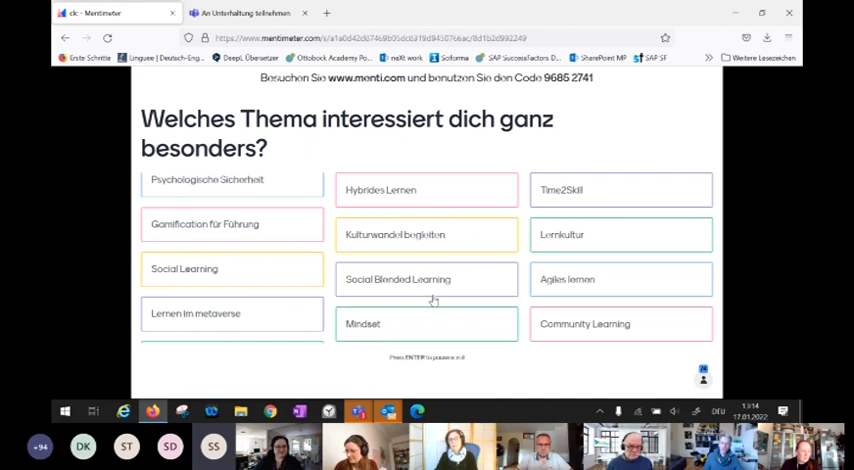 clc - Mentimeter
An Unterhaltung teilnehmen
https://www.mentimeter.com/s/a1a0d42d87469b05dc6319d9450766ac/8d1b2d992249
Erste Schritte
Linguee | Deutsch-Eng...
DeepL Übersetzer
Ottobock Academy Po...
neXt work
Soforma
SAP SuccessFactors D...
SharePoint MP
SAP SF
Weitere Lesezeichen
Besuchen Sie www.menti.com und benutzen Sie den Code 9685 2741
Welches Thema interessiert dich ganz
besonders?
Psychologische Sicherheit
Hybrides Lernen
Time2Skill
Gamification für Führung
Kulturwandel begleiten
Lernkultur
Social Learning
Social Blended Learning
Agiles lernen
Lernen im metaverse
Mindset
Community Learning
Press ENTER to pause scroll
DEU
13:14
17.01.2022
+94
DK
ST
SD
SS